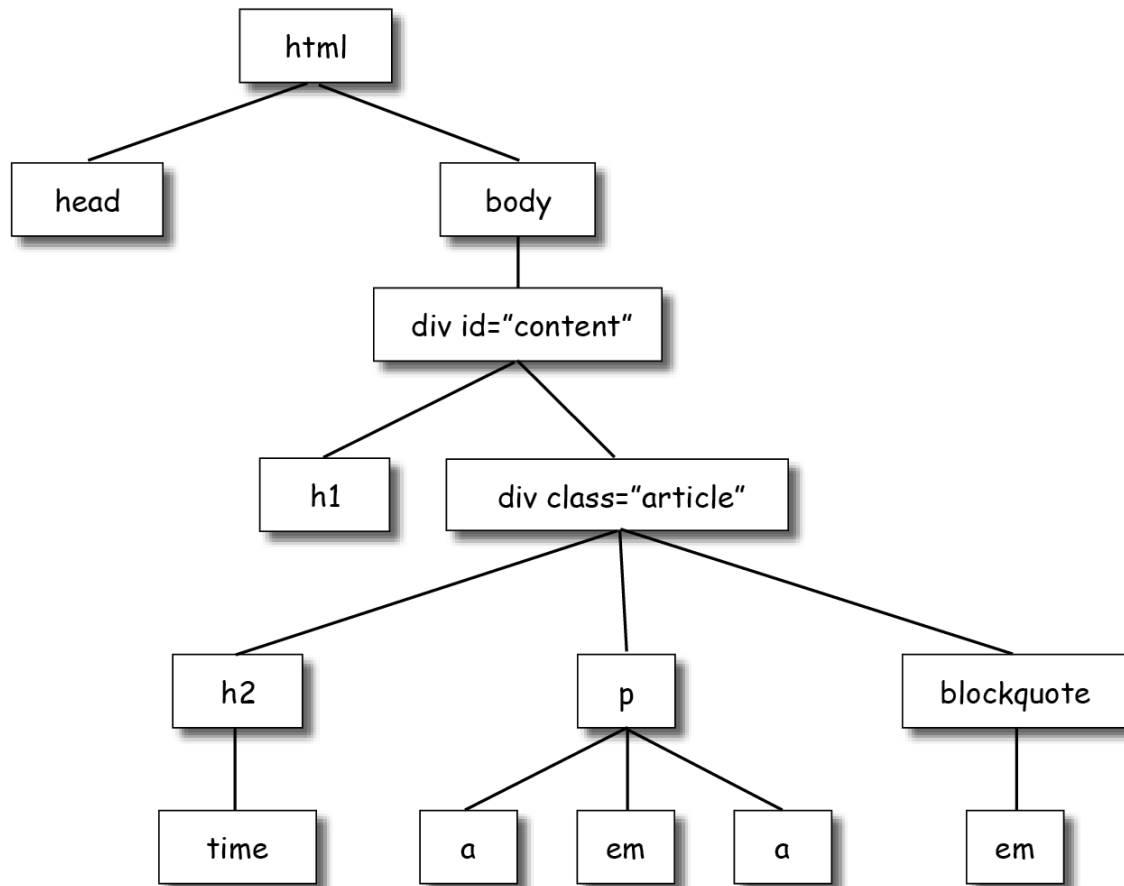 html
head
body
div id=”content”
h1
div class=”article”
h2
p
blockquote
time
a
em
a
em